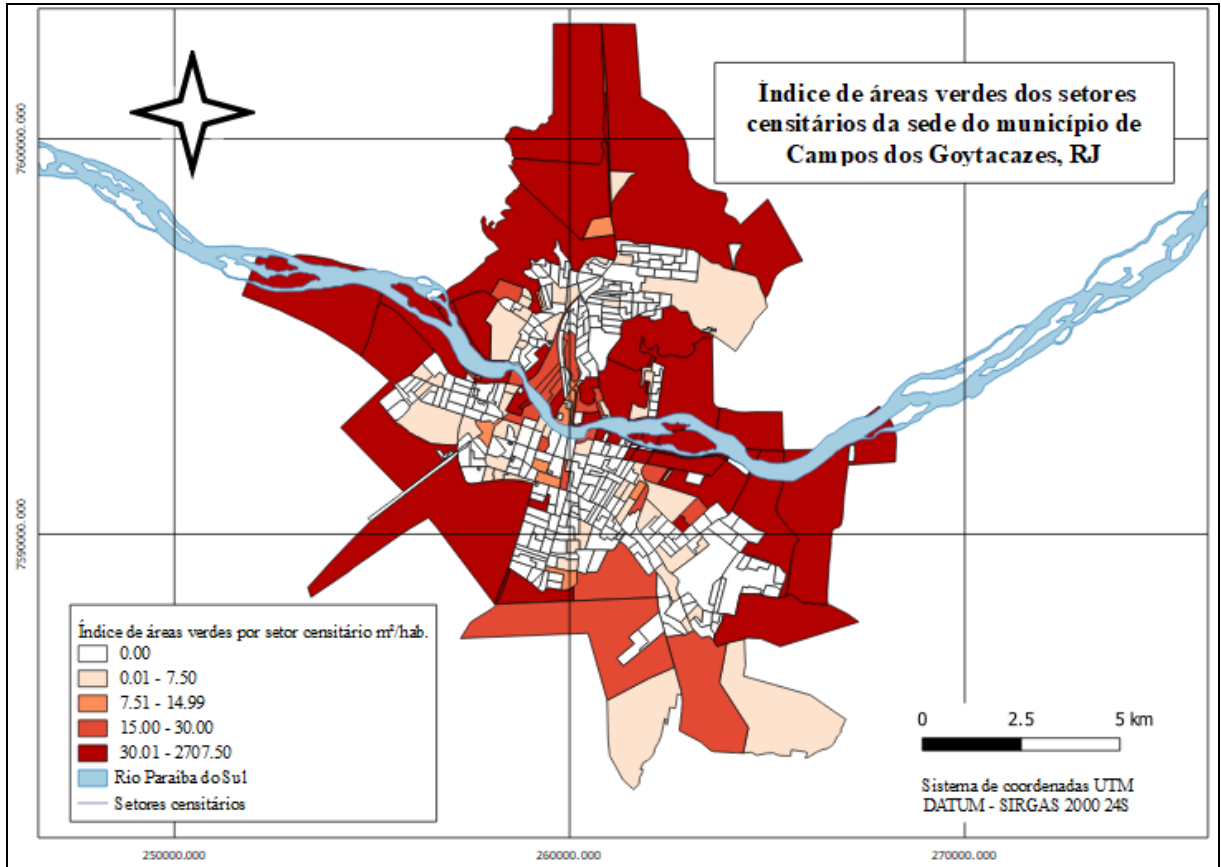 Índice de áreas verdes dos setores
censitários da sede do município de
Campos dos Goytacazes, RJ
7600000.000
7590000.000
Índice de áreas verdes por setor censitário m²/hab.
0.00
0.01 - 7.50
7.51 - 14.99
15.00 - 30.00
30.01 - 2707.50
Rio Paraíba do Sul
Setores censitários
0 2.5 5 km
Sistema de coordenadas UTM
DATUM - SIRGAS 2000 24S
250000.000 260000.000 270000.000